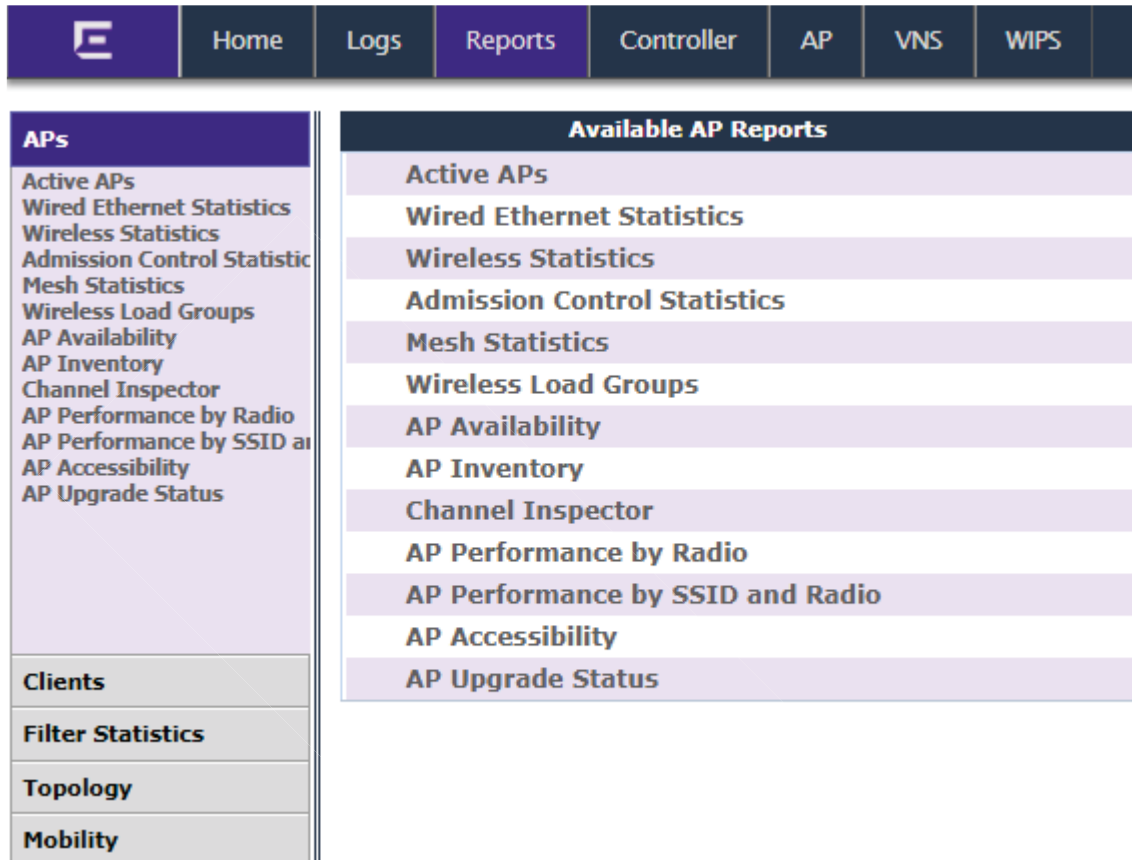 Home Logs Reports Controller AP VNS WIPS
APs
Active APs
Wired Ethernet Statistics
Wireless Statistics
Admission Control Statistic
Mesh Statistics
Wireless Load Groups
AP Availability
AP Inventory
Channel Inspector
AP Performance by Radio
AP Performance by SSID a
AP Accessibility
AP Upgrade Status
Clients
Filter Statistics
Topology
Mobility
Available AP Reports
Active APs
Wired Ethernet Statistics
Wireless Statistics
Admission Control Statistics
Mesh Statistics
Wireless Load Groups
AP Availability
AP Inventory
Channel Inspector
AP Performance by Radio
AP Performance by SSID and Radio
AP Accessibility
AP Upgrade Status